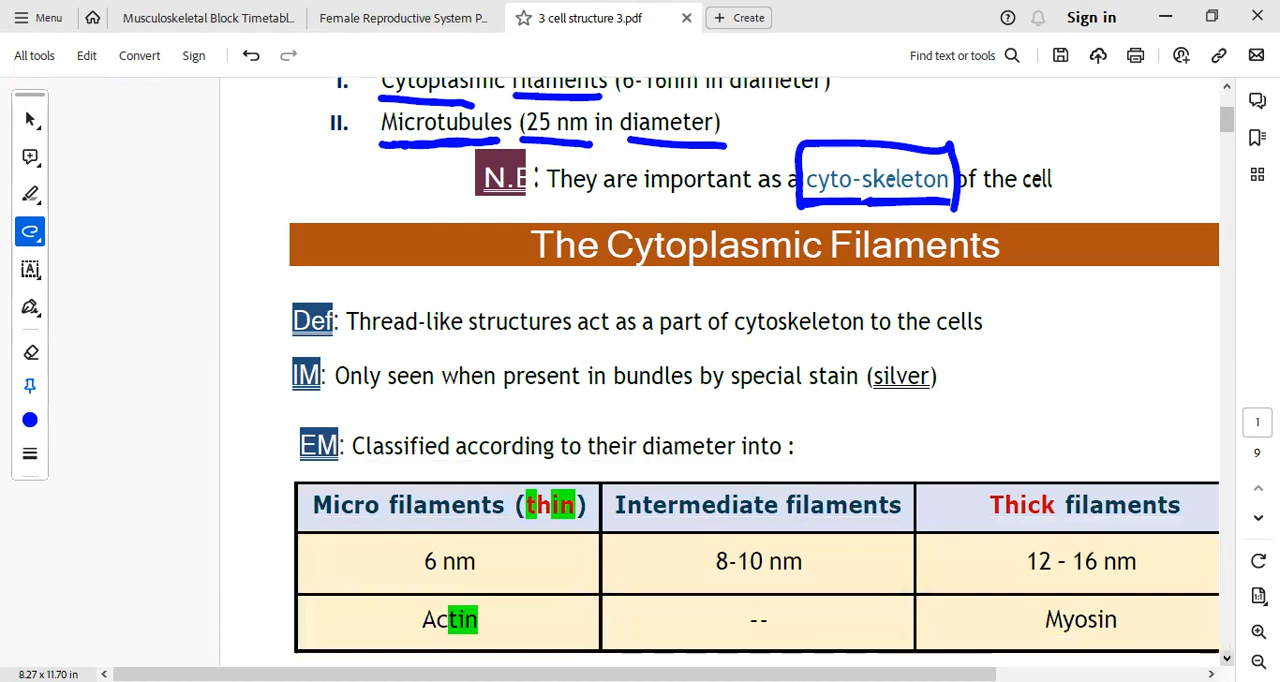 Menu
Musculoskeletal Block Timetabl...
Female Reproductive System P...
3 cell structure 3.pdf
Create
Sign in
All tools
Edit
Convert
Sign
Find text or tools
I. Cytoplasmic filaments (6-16nm in diameter)
II. Microtubules (25 nm in diameter)
N.B: They are important as a cyto-skeleton of the cell
The Cytoplasmic Filaments
Def: Thread-like structures act as a part of cytoskeleton to the cells
IM: Only seen when present in bundles by special stain (silver)
EM: Classified according to their diameter into :
Micro filaments (thin) Intermediate filaments Thick filaments
6 nm 8-10 nm 12 – 16 nm
Actin -- Myosin
1
9
8.27 x 11.70 in